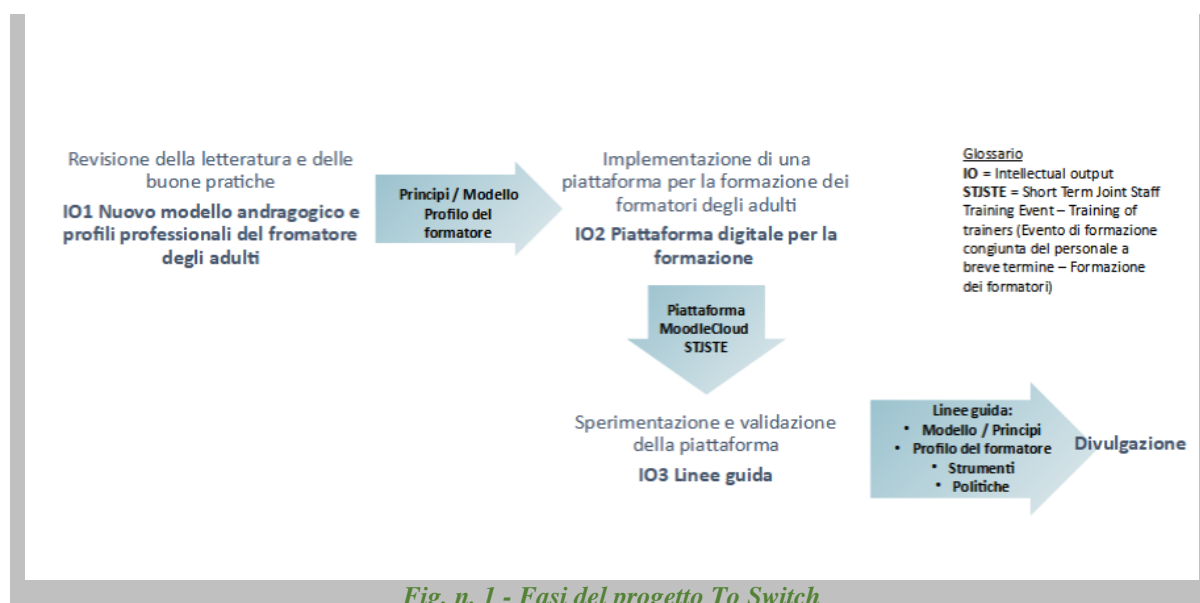 Revisione della letteratura e delle
buone pratiche
IO1 Nuovo modello andragogico e
profili professionali del fromatore
degli adulti
Principi / Modello
Profilo del
formatore
Implementazione di una
piattaforma per la formazione dei
formatori degli adulti
IO2 Piattaforma digitale per la
formazione
Glossario
IO = Intellectual output
STJSTE = Short Term Joint Staff
Training Event – Training of
trainers (Evento di formazione
congiunta del personale a
breve termine – Formazione
dei formatori)
Piattaforma
MoodleCloud
STJSTE
Sperimentazione e validazione
della piattaforma
IO3 Linee guida
Linee guida:
• Modello / Principi
• Profilo del formatore
• Strumenti
• Politiche
Divulgazione
Fig. n. 1 - Fasi del progetto To Switch